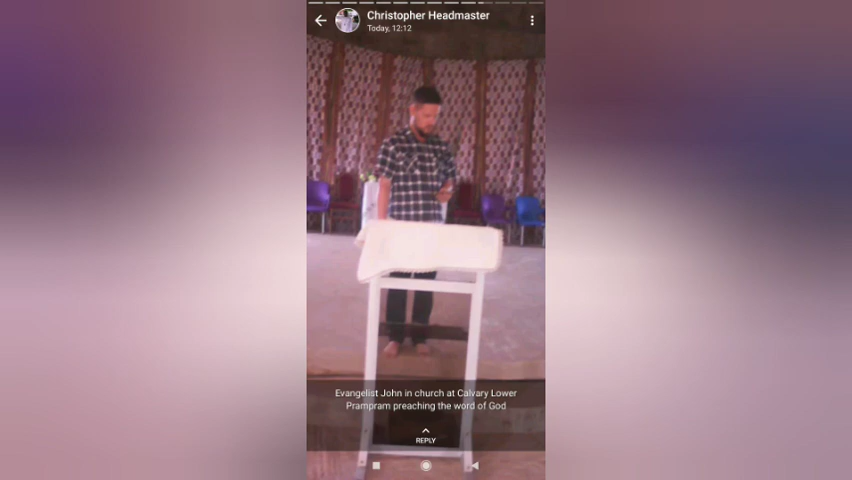 Christopher Headmaster
Today, 12:12
Evangelist John in church at Calvary Lower
Prampram preaching the word of God
REPLY